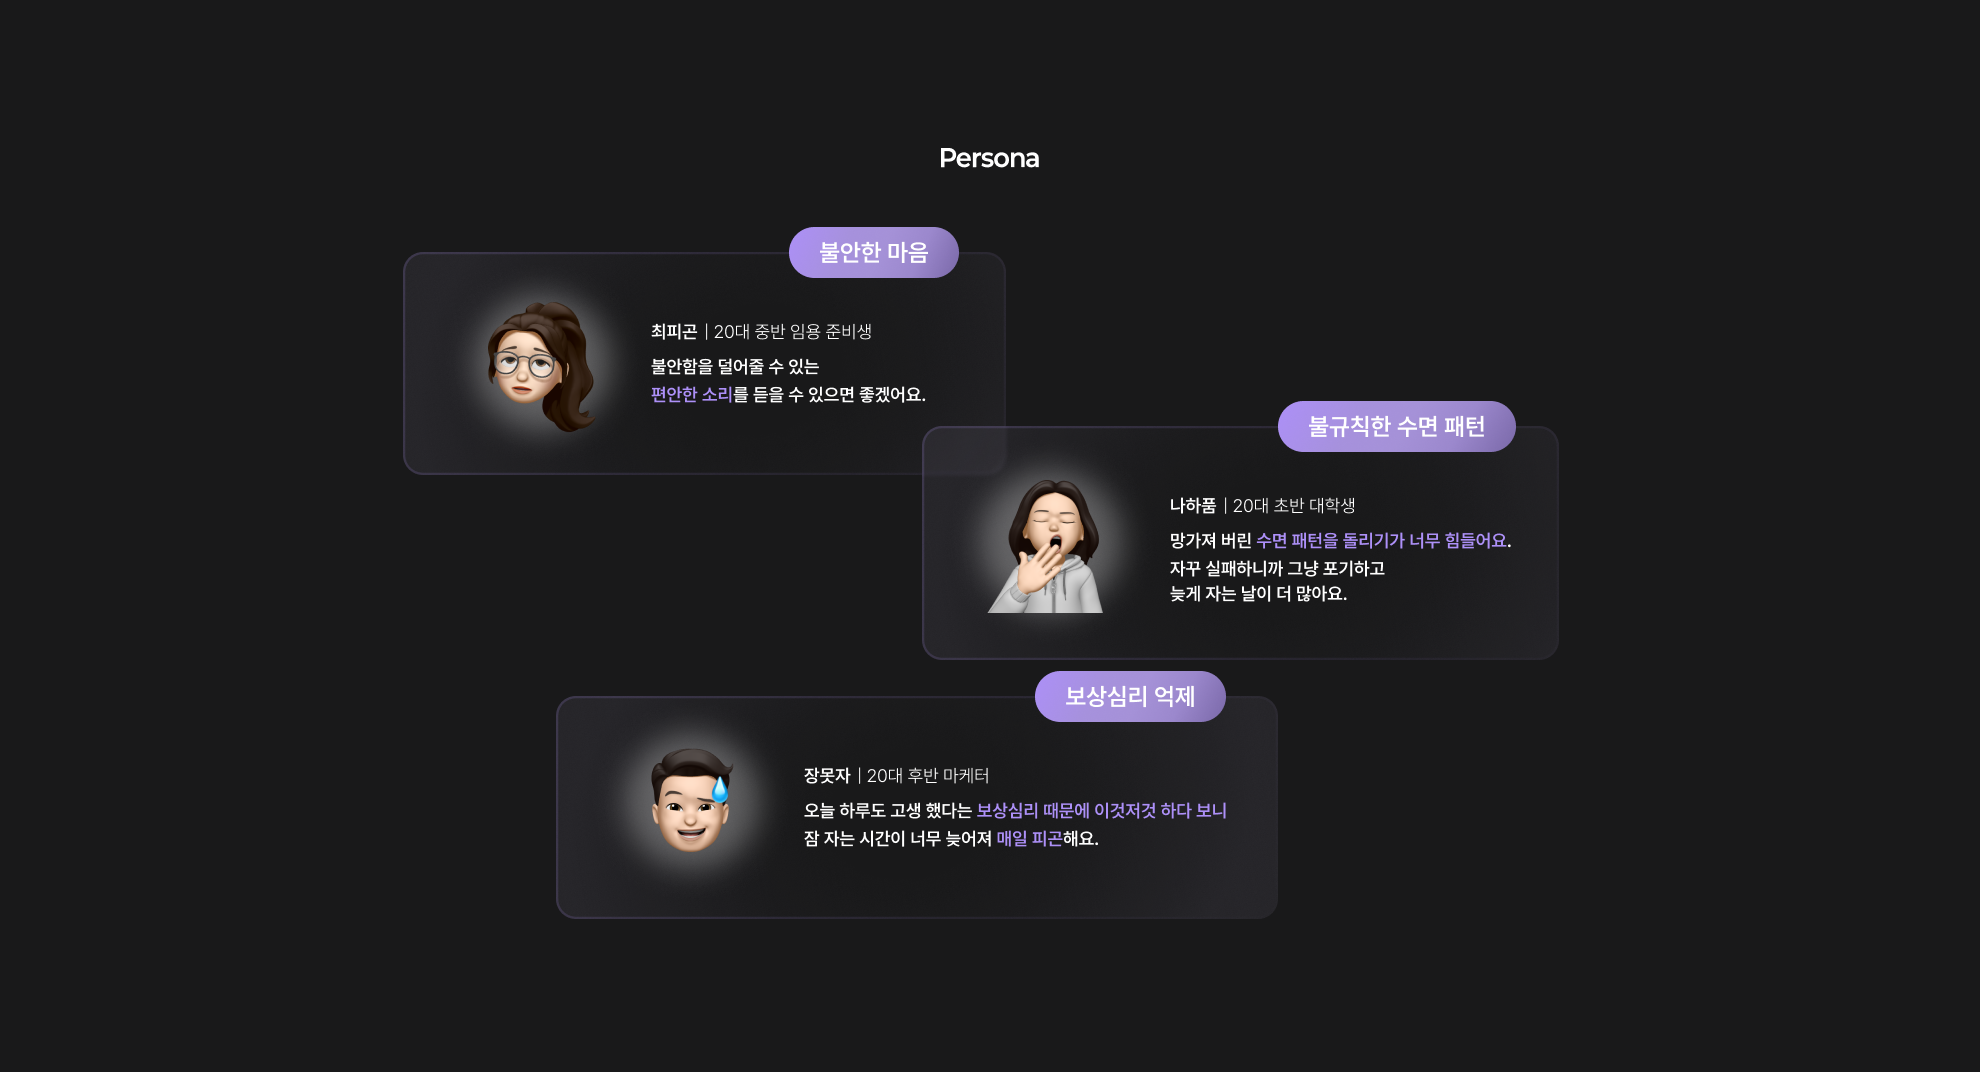 Persona
불안한 마음
최피곤 | 20대 중반 임용 준비생
불안함을 덜어줄 수 있는
편안한 소리를 듣을 수 있으면 좋겠어요.
불규칙한 수면 패턴
나하품 | 20대 초반 대학생
망가져 버린 수면 패턴을 돌리기가 너무 힘들어요.
자꾸 실패하니까 그냥 포기하고
늦게 자는 날이 더 많아요.
보상심리 억제
장못자 | 20대 후반 마케터
오늘 하루도 고생 했다는 보상심리 때문에 이것저것 하다 보니
잠 자는 시간이 너무 늦어져 매일 피곤해요.